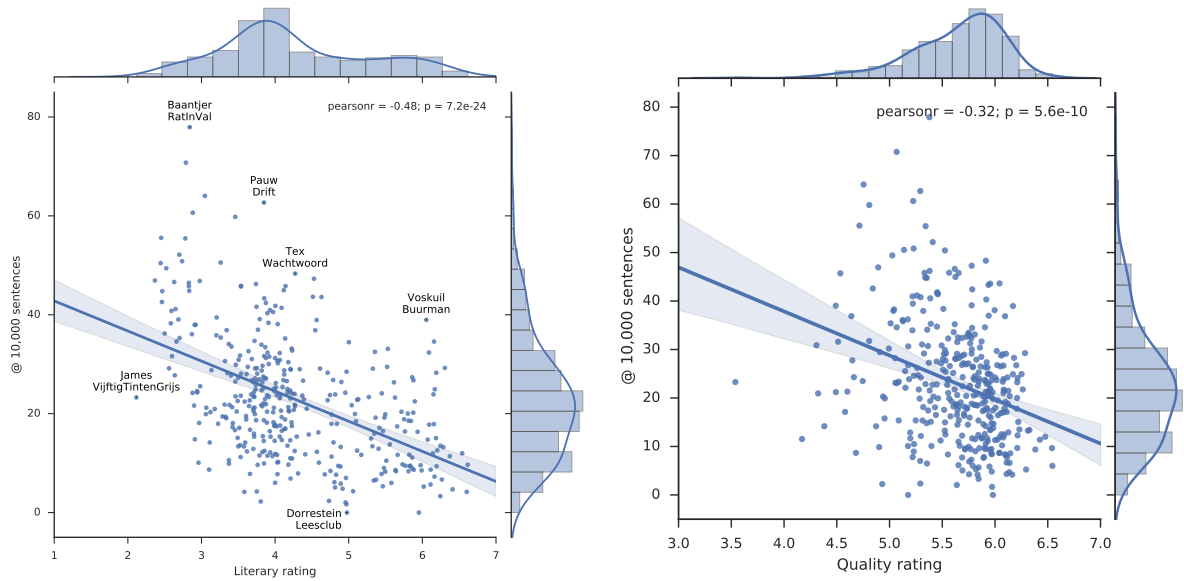 pearsonr = -0.48; p = 7.2e-24
Baantjer
RatInVal
Pauw
Drift
Tex
Wachtwoord
Voskuil
Buurman
James
VijftigTintenGrijs
Dorrestein
Leesclub
80
60
40
20
0
@ 10,000 sentences
1 2 3 4 5 6 7
Literary rating
pearsonr = -0.32; p = 5.6e-10
80
70
60
50
40
30
20
10
0
@ 10,000 sentences
3.0 3.5 4.0 4.5 5.0 5.5 6.0 6.5 7.0
Quality rating